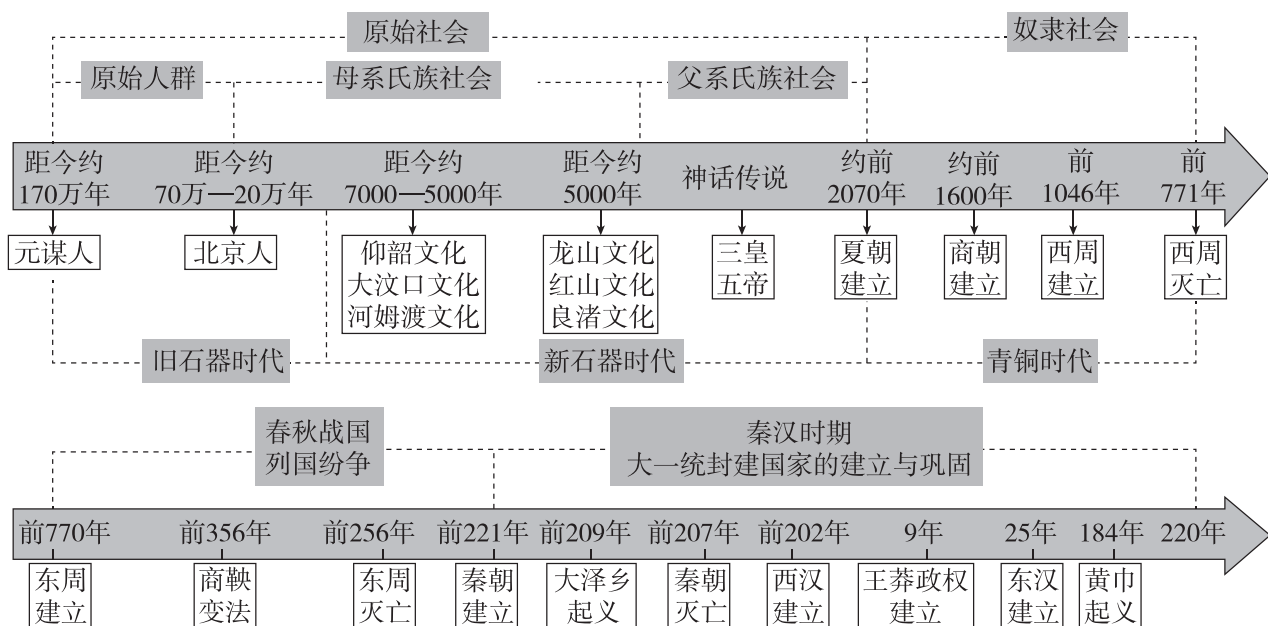 原始社会
奴隶社会
原始人群
母系氏族社会
父系氏族社会
距今约
170万年
距今约
70万—20万年
距今约
7000—5000年
距今约
5000年
神话传说
约前
2070年
约前
1600年
前
1046年
前
771年
元谋人
北京人
仰韶文化
大汶口文化
河姆渡文化
龙山文化
红山文化
良渚文化
三皇
五帝
夏朝
建立
商朝
建立
西周
建立
西周
灭亡
旧石器时代
新石器时代
青铜时代
春秋战国
列国纷争
秦汉时期
大一统封建国家的建立与巩固
前770年
前356年
前256年
前221年
前209年
前207年
前202年
9年
25年
184年
220年
东周
建立
商鞅
变法
东周
灭亡
秦朝
建立
大泽乡
起义
秦朝
灭亡
西汉
建立
王莽政权
建立
东汉
建立
黄巾
起义